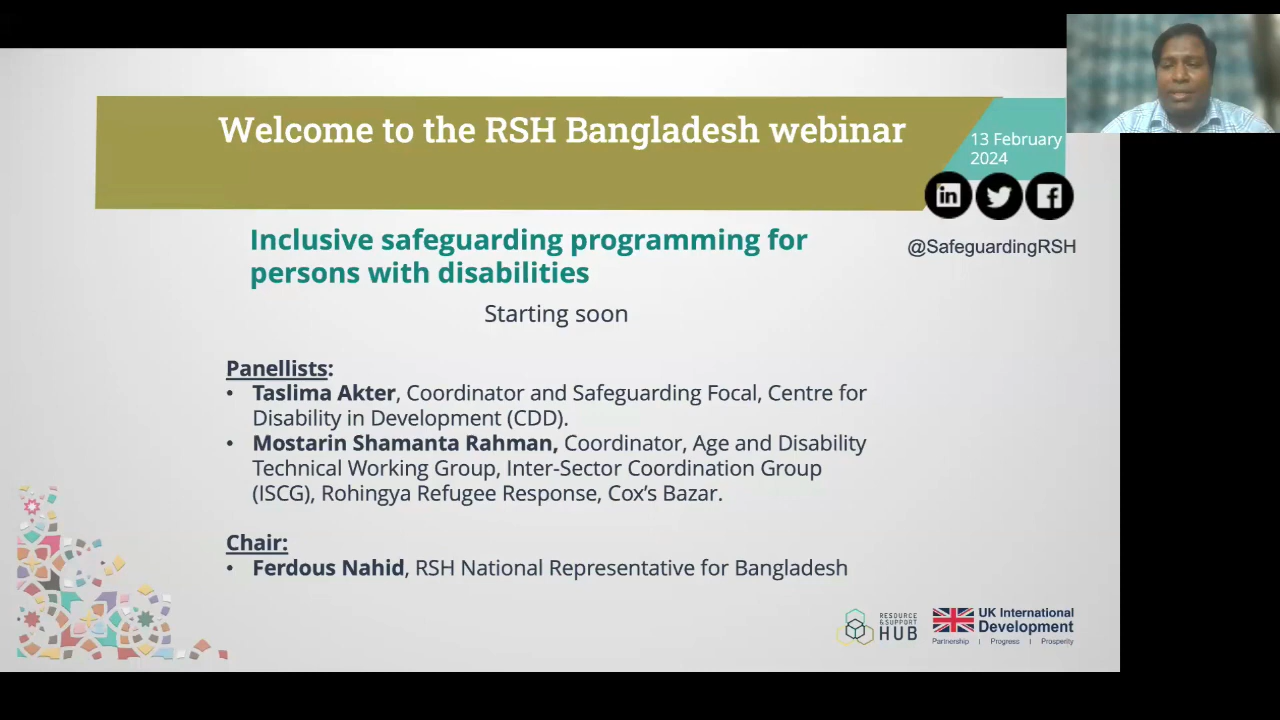 Welcome to the RSH Bangladesh webinar
13 February
2024
in
@SafeguardingRSH
Inclusive safeguarding programming for
persons with disabilities
Starting soon
Panellists:
• Taslima Akter, Coordinator and Safeguarding Focal, Centre for
Disability in Development (CDD).
• Mostarin Shamanta Rahman, Coordinator, Age and Disability
Technical Working Group, Inter-Sector Coordination Group
(ISCG), Rohingya Refugee Response, Cox’s Bazar.
Chair:
• Ferdous Nahid, RSH National Representative for Bangladesh
RESOURCE
& SUPPORT
HUB
UK International
Development
Partnership | Progress | Prosperity